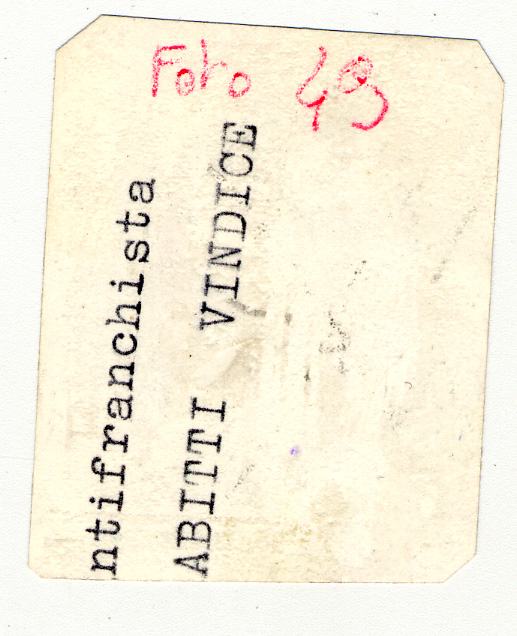 Foto 49
ntifranchista
ABITTI VINDICE